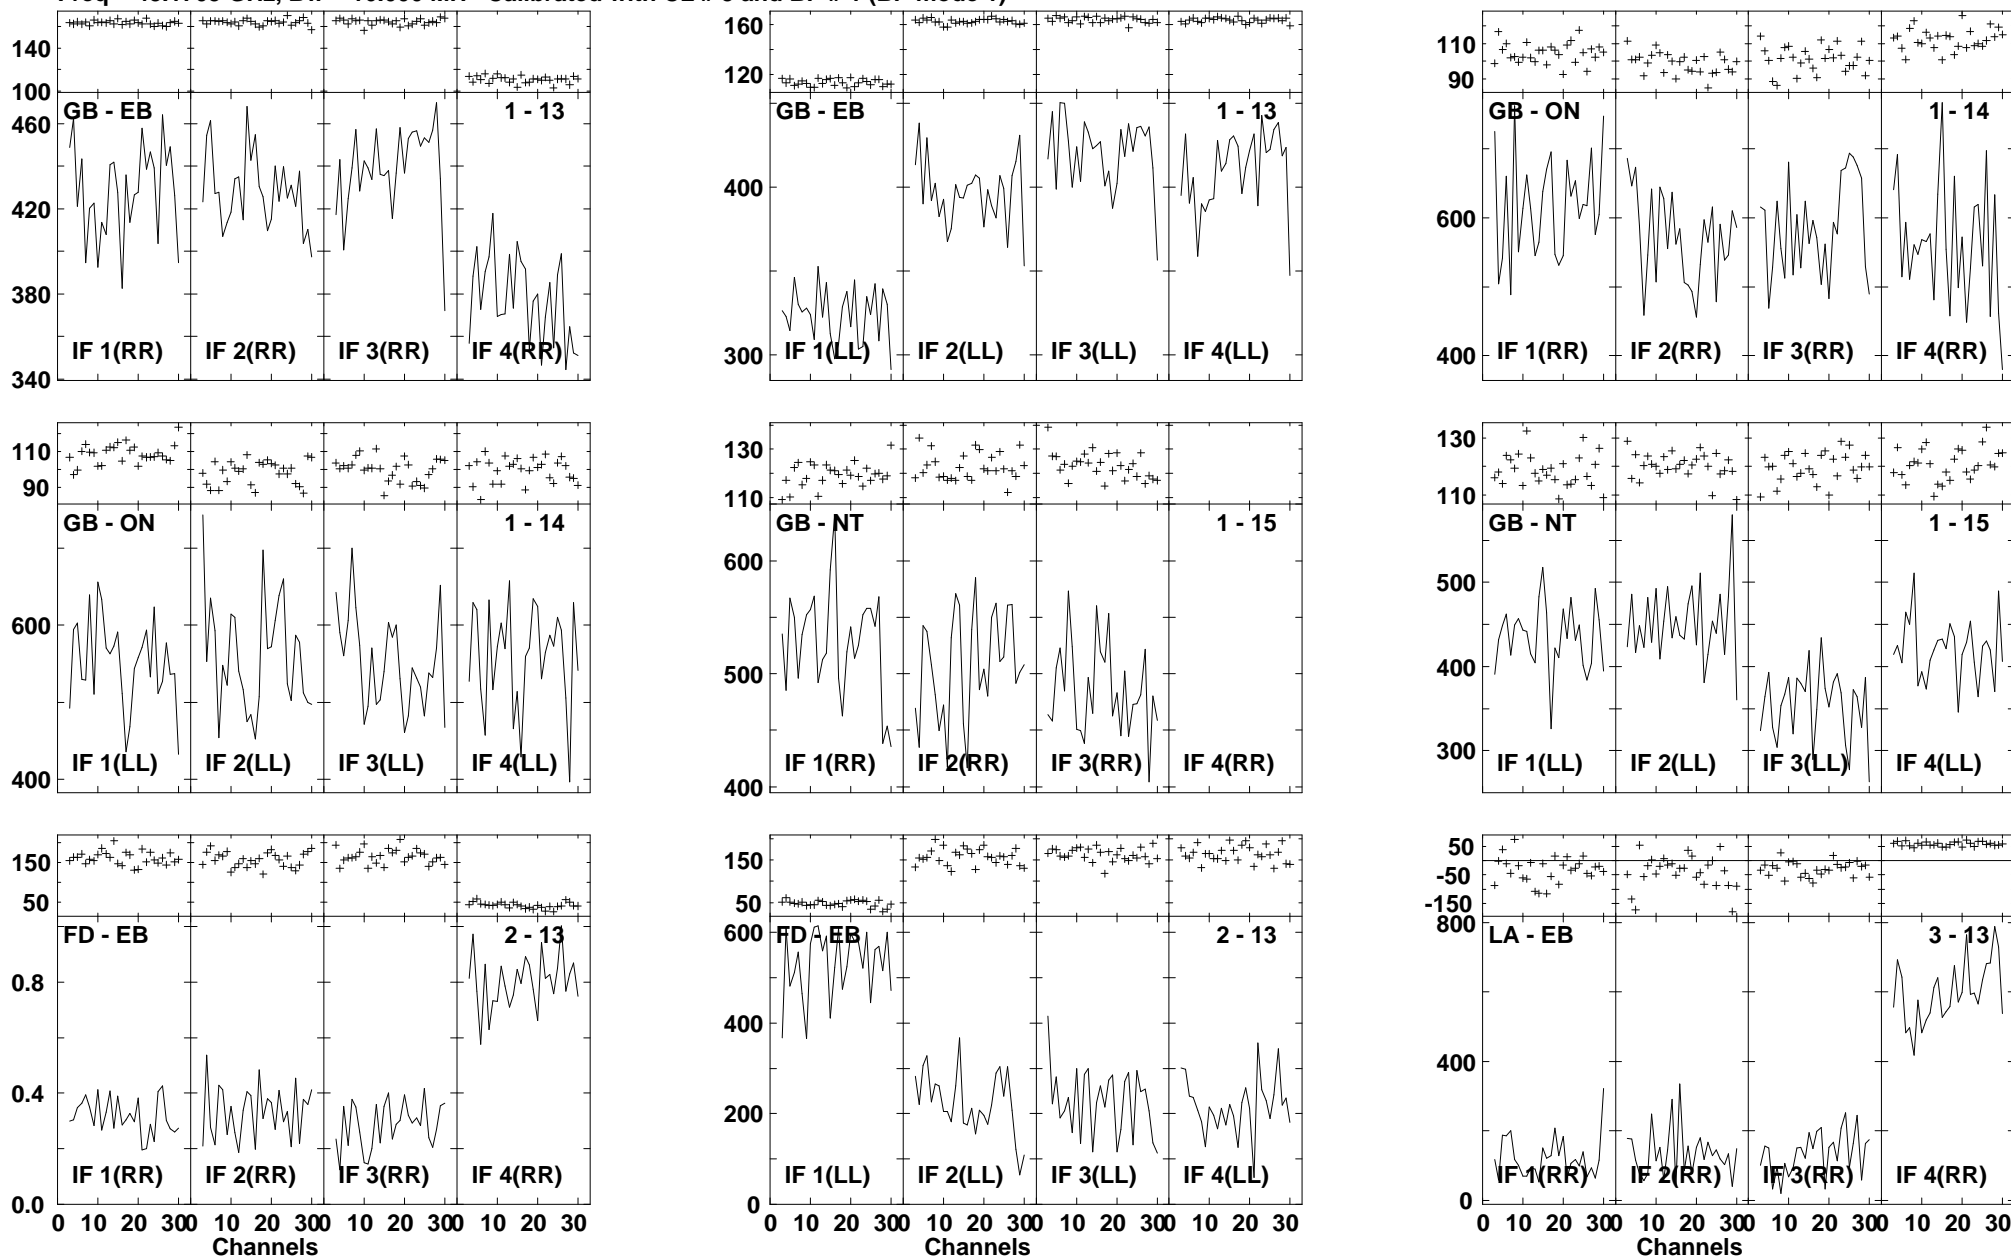 140
100
460
420
380
340
GB - EB
1 - 13
IF 1(RR)
IF 2(RR)
IF 3(RR)
IF 4(RR)
160
120
400
300
GB - EB
1 - 13
IF 1(LL)
IF 2(LL)
IF 3(LL)
IF 4(LL)
110
90
600
400
GB - ON
1 - 14
IF 1(RR)
IF 2(RR)
IF 3(RR)
IF 4(RR)
110
90
600
400
GB - ON
1 - 14
IF 1(LL)
IF 2(LL)
IF 3(LL)
IF 4(LL)
130
110
600
500
400
GB - NT
1 - 15
IF 1(RR)
IF 2(RR)
IF 3(RR)
IF 4(RR)
130
110
500
400
300
GB - NT
1 - 15
IF 1(LL)
IF 2(LL)
IF 3(LL)
IF 4(LL)
150
50
0.8
0.4
0.0
FD - EB
2 - 13
IF 1(RR)
IF 2(RR)
IF 3(RR)
IF 4(RR)
0 10 20 30 0 10 20 30 0 10 20 30 0 10 20 30
Channels
150
50
600
400
200
0
FD - EB
2 - 13
IF 1(LL)
IF 2(LL)
IF 3(LL)
IF 4(LL)
0 10 20 30 0 10 20 30 0 10 20 30 0 10 20 30
Channels
50
-50
-150
800
400
0
LA - EB
3 - 13
IF 1(RR)
IF 2(RR)
IF 3(RR)
IF 4(RR)
0 10 20 30 0 10 20 30 0 10 20 30 0 10 20 30
Channels